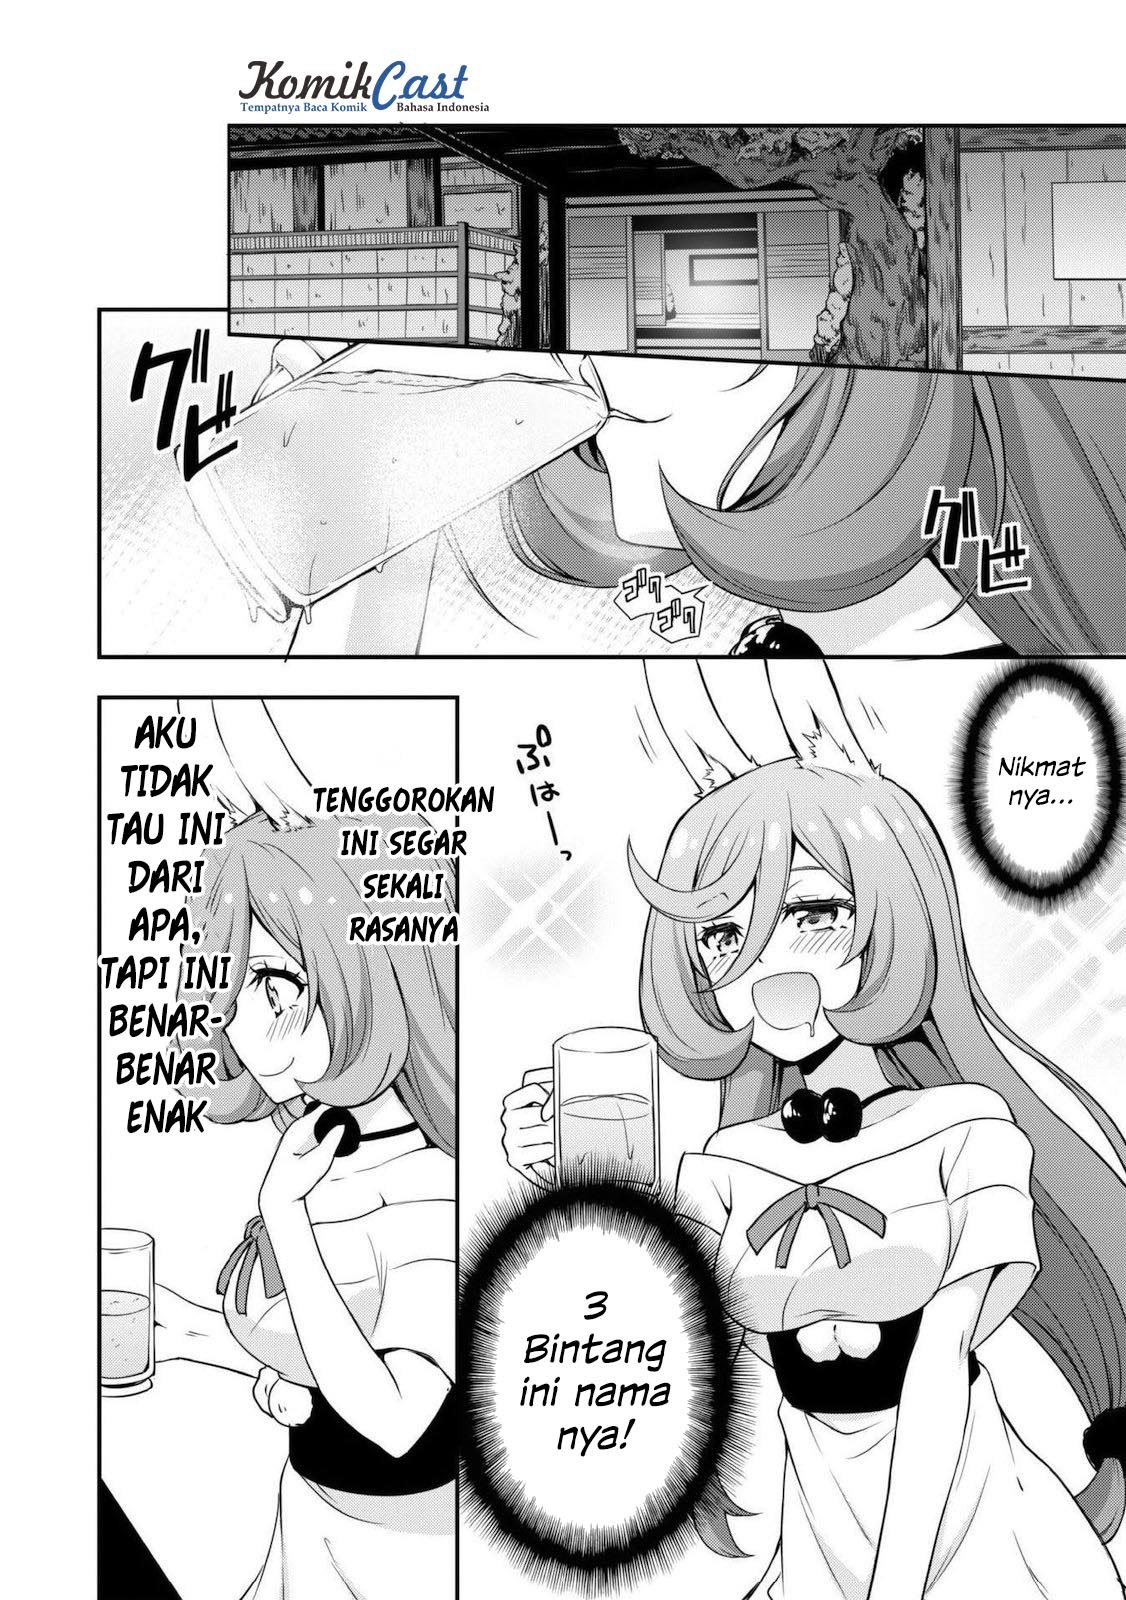 KomikCast
Tempatnya Baca Komik Bahasa Indonesia
グビ
グビ
ゴク
ゴク
Nikmat
nya...
ぷはーっ
3
Bintang
ini nama
nya!
TENGGOROKAN
INI SEGAR
SEKALI
RASANYA
AKU
TIDAK
TAU INI
DARI
APA,
TAPI INI
BENAR-
BENAR
ENAK